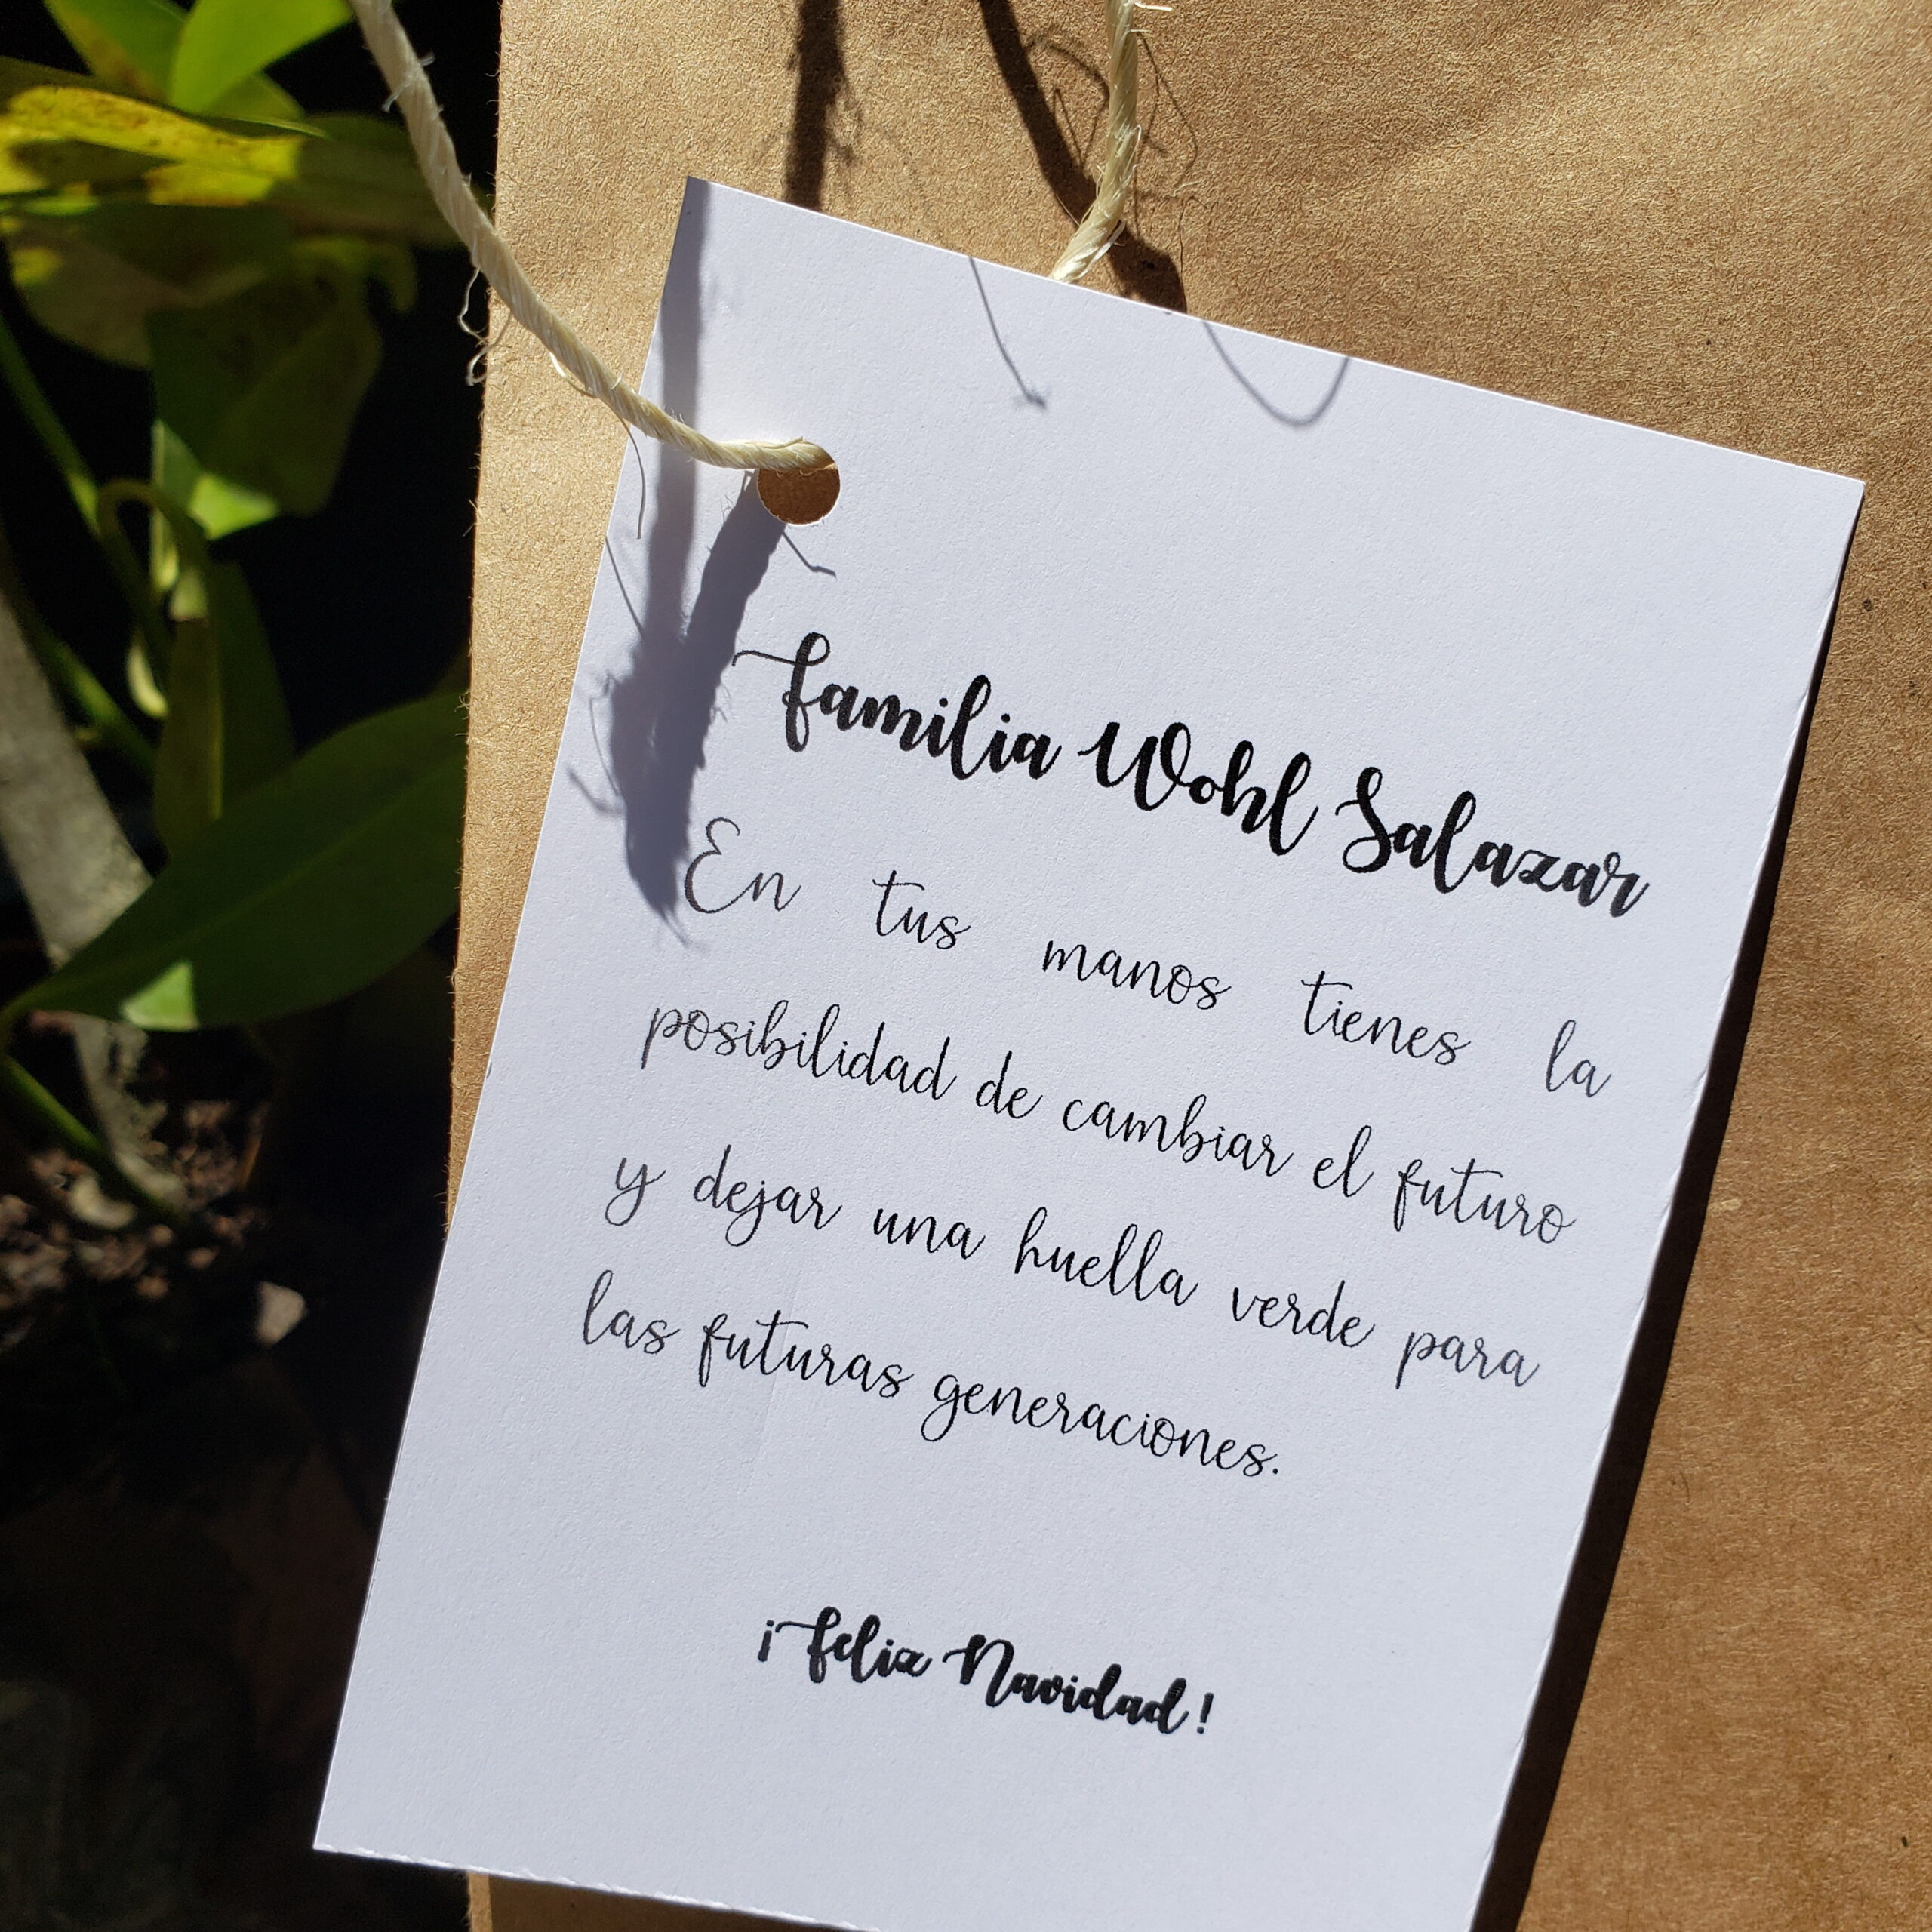 Familia Wohl Salazar
En tus manos tienes la
posibilidad de cambiar el futuro
y dejar una huella verde para
las futuras generaciones.
¡Feliz Navidad!